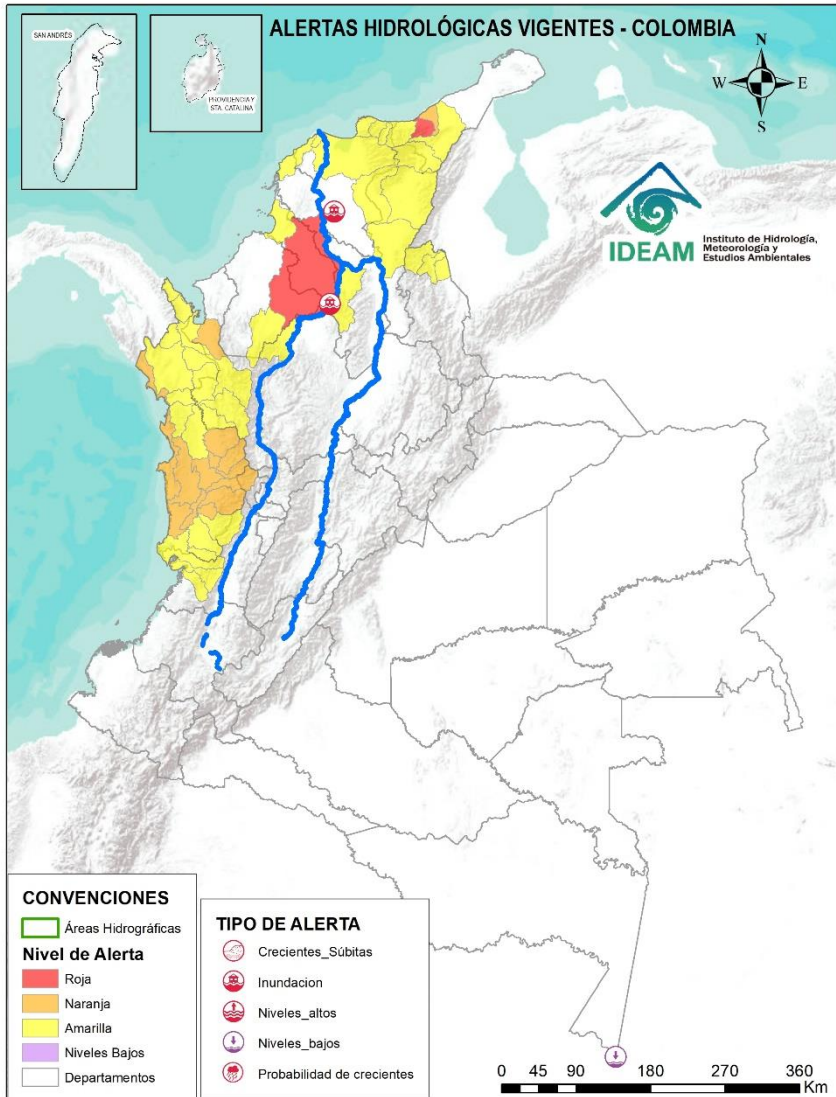 ALERTAS HIDROLÓGICAS VIGENTES - COLOMBIA
SAN ANDRÉS
PROVIDENCIA Y
STA. CATALINA
N
W
E
S
IDEAM
Instituto de Hidrología,
Meteorología y
Estudios Ambientales
CONVENCIONES
Áreas Hidrográficas
Nivel de Alerta
Roja
Naranja
Amarilla
Niveles Bajos
Departamentos
TIPO DE ALERTA
Crecientes_Súbitas
Inundacion
Niveles_altos
Niveles_bajos
Probabilidad de crecientes
0 45 90 180 270 360
Km